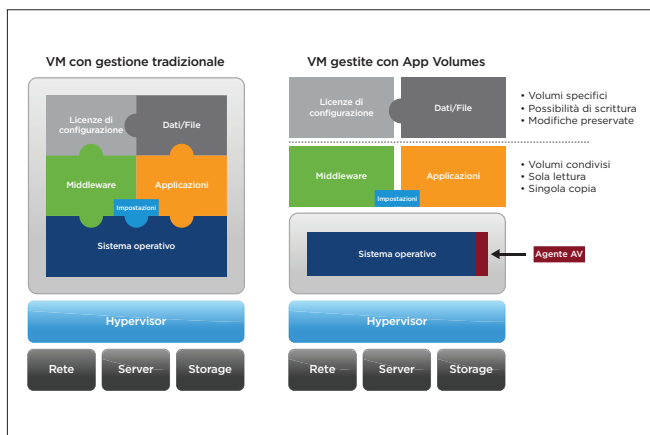 VM con gestione tradizionale
Licenze di
configurazione
Dati/File
Middleware
Applicazioni
Impostazioni
Sistema operativo
Hypervisor
Rete
Server
Storage
VM gestite con App Volumes
Licenze di
configurazione
Dati/File
• Volumi specifici
• Possibilità di scrittura
• Modifiche preservate
Middleware
Applicazioni
Impostazioni
• Volumi condivisi
• Sola lettura
• Singola copia
Sistema operativo
Agente AV
Hypervisor
Rete
Server
Storage